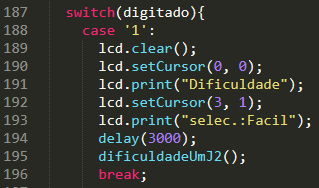 187 switch(digitado){
188 case '1':
189 lcd.clear();
190 lcd.setCursor(0, 0);
191 lcd.print("Dificuldade");
192 lcd.setCursor(3, 1);
193 lcd.print("selec.:Facil");
194 delay(3000);
195 dificuldadeUmJ2();
196 break;